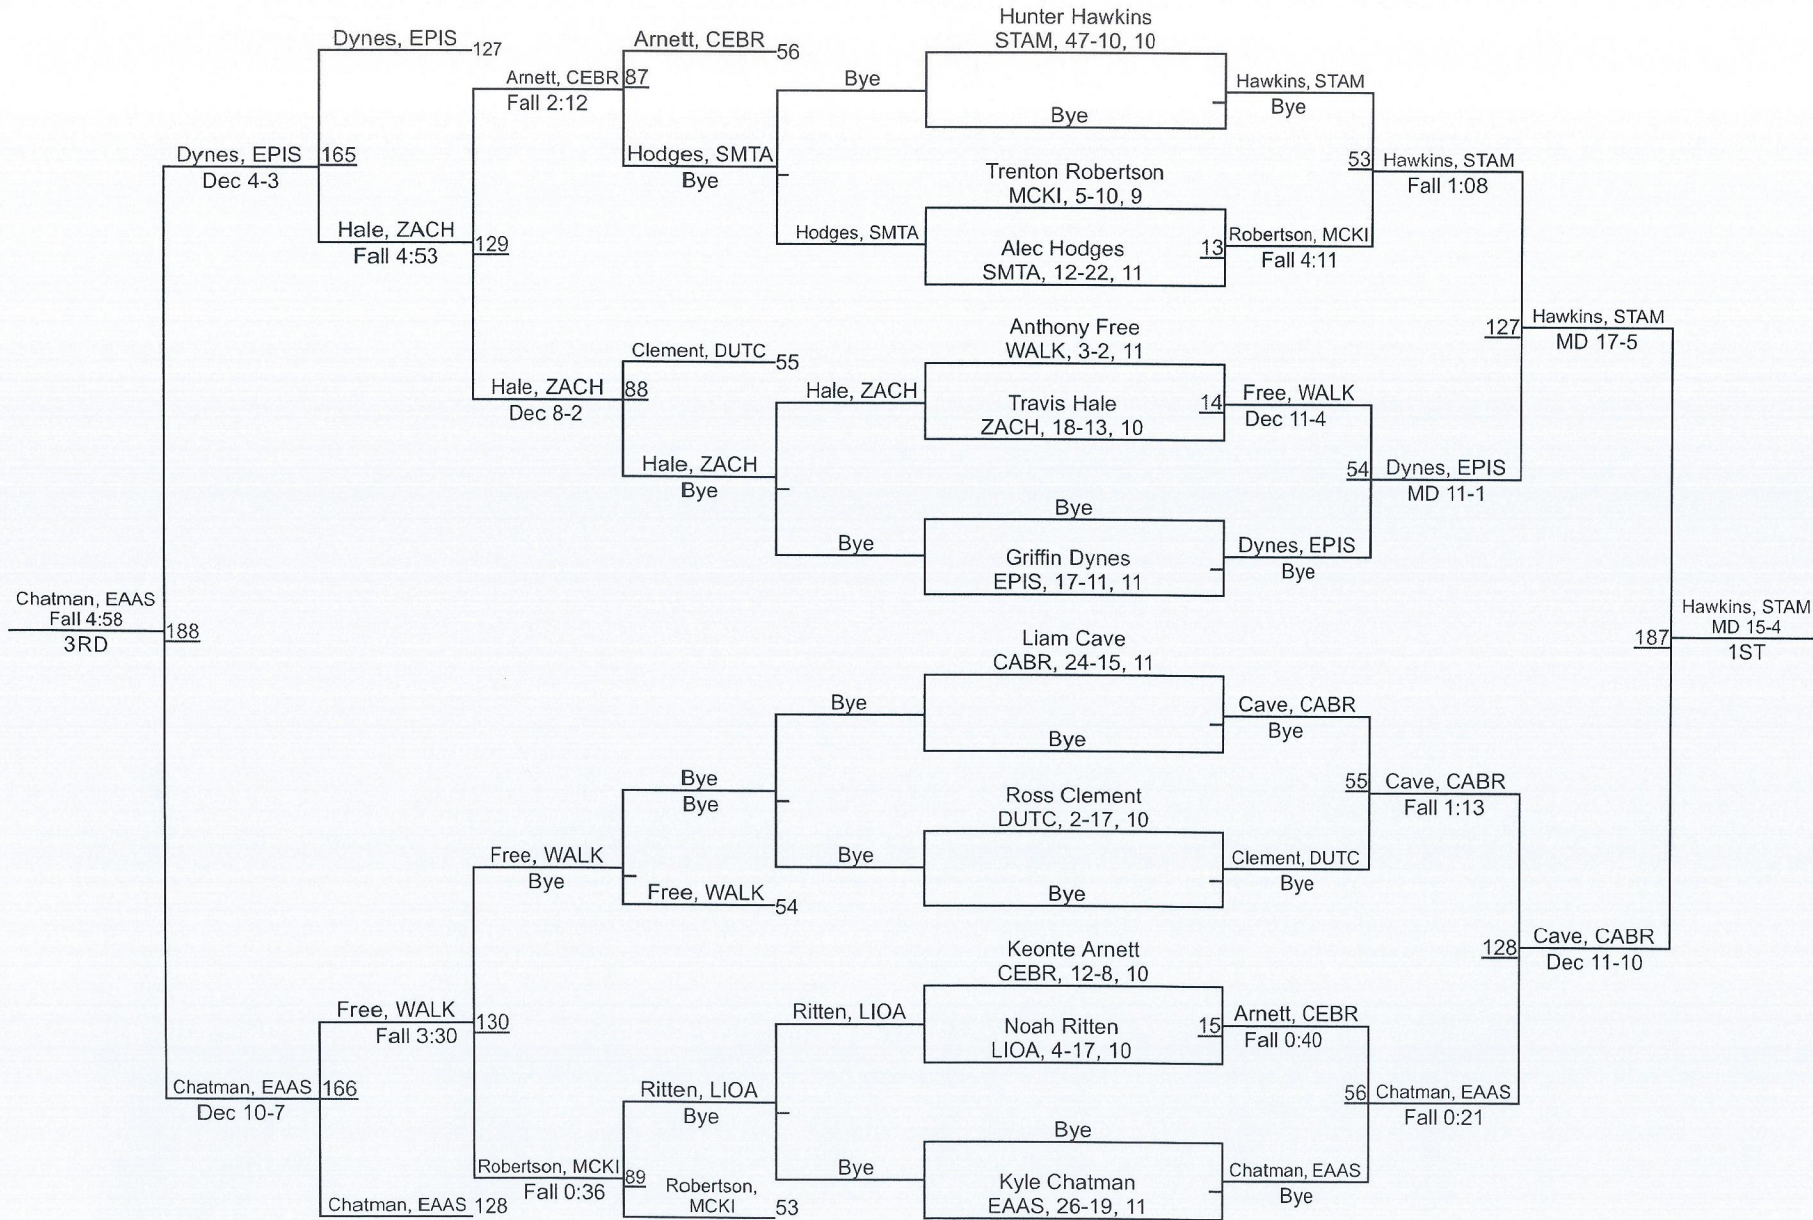 Dynes, EPIS
127
Dynes, EPIS
165
Dec 4-3
Hale, ZACH
129
Fall 4:53
Arnett, CEBR
87
Fall 2:12
Arnett, CEBR
56
Hodges, SMTA
Bye
Hale, ZACH
88
Dec 8-2
Clement, DUTC
55
Hale, ZACH
Bye
Bye
Hodges, SMTA
Hale, ZACH
Bye
Chatman, EAAS
Fall 4:58
3RD
188
Chatman, EAAS
166
Dec 10-7
Free, WALK
130
Fall 3:30
Chatman, EAAS
128
Free, WALK
Bye
Bye
Bye
Free, WALK
54
Robertson, MCKI
89
Fall 0:36
Ritten, LIOA
Bye
Robertson,
MCKI
53
Bye
Bye
Ritten, LIOA
Bye
Hunter Hawkins
STAM, 47-10, 10
Bye
Trenton Robertson
MCKI, 5-10, 9
Alec Hodges
SMTA, 12-22, 11
13
Anthony Free
WALK, 3-2, 11
Travis Hale
ZACH, 18-13, 10
14
Bye
Griffin Dynes
EPIS, 17-11, 11
Liam Cave
CABR, 24-15, 11
Bye
Ross Clement
DUTC, 2-17, 10
Bye
Keonte Arnett
CEBR, 12-8, 10
Noah Ritten
LIOA, 4-17, 10
15
Bye
Kyle Chatman
EAAS, 26-19, 11
Hawkins, STAM
Bye
Robertson, MCKI
Fall 4:11
53
Hawkins, STAM
Fall 1:08
Free, WALK
Dec 11-4
Dynes, EPIS
Bye
54
Dynes, EPIS
MD 11-1
127
Hawkins, STAM
MD 17-5
Cave, CABR
Bye
Clement, DUTC
Bye
55
Cave, CABR
Fall 1:13
Arnett, CEBR
Fall 0:40
Chatman, EAAS
Bye
56
Chatman, EAAS
Fall 0:21
128
Cave, CABR
Dec 11-10
187
Hawkins, STAM
MD 15-4
1ST